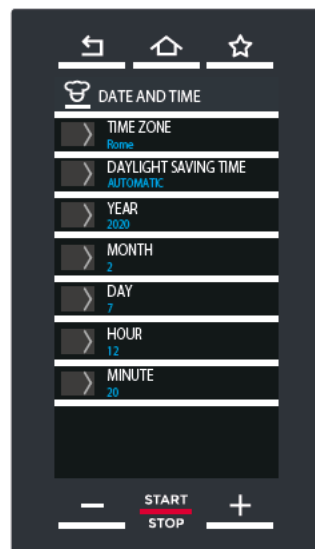 DATE AND TIME
TIME ZONE
Rome
DAYLIGHT SAVING TIME
AUTOMATIC
YEAR
2020
MONTH
2
DAY
7
HOUR
12
MINUTE
20
START
STOP